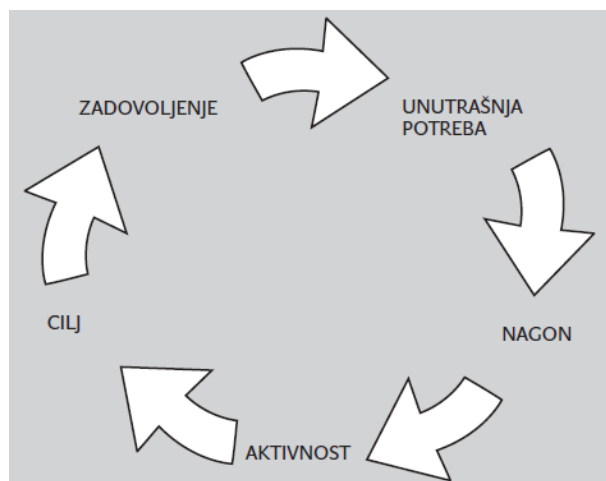 ZADOVOLJENJE
UNUTRAŠNJA
POTREBA
NAGON
AKTIVNOST
CILJ